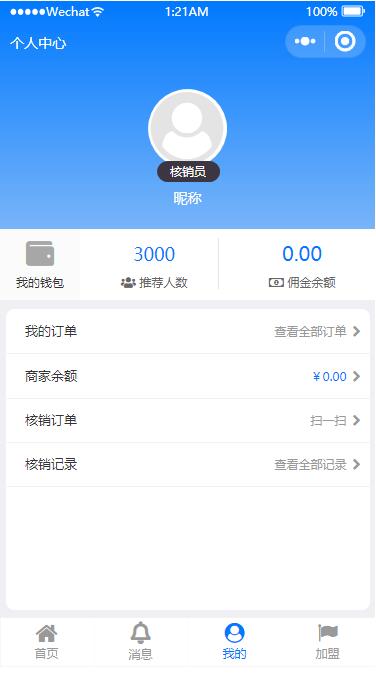 ●●●●●Wechat 1:21AM 100%
个人中心
核销员
昵称
3000 0.00
我的钱包 推荐人数 佣金余额
我的订单 查看全部订单
商家余额 ￥0.00
核销订单 扫一扫
核销记录 查看全部记录
首页 消息 我的 加盟